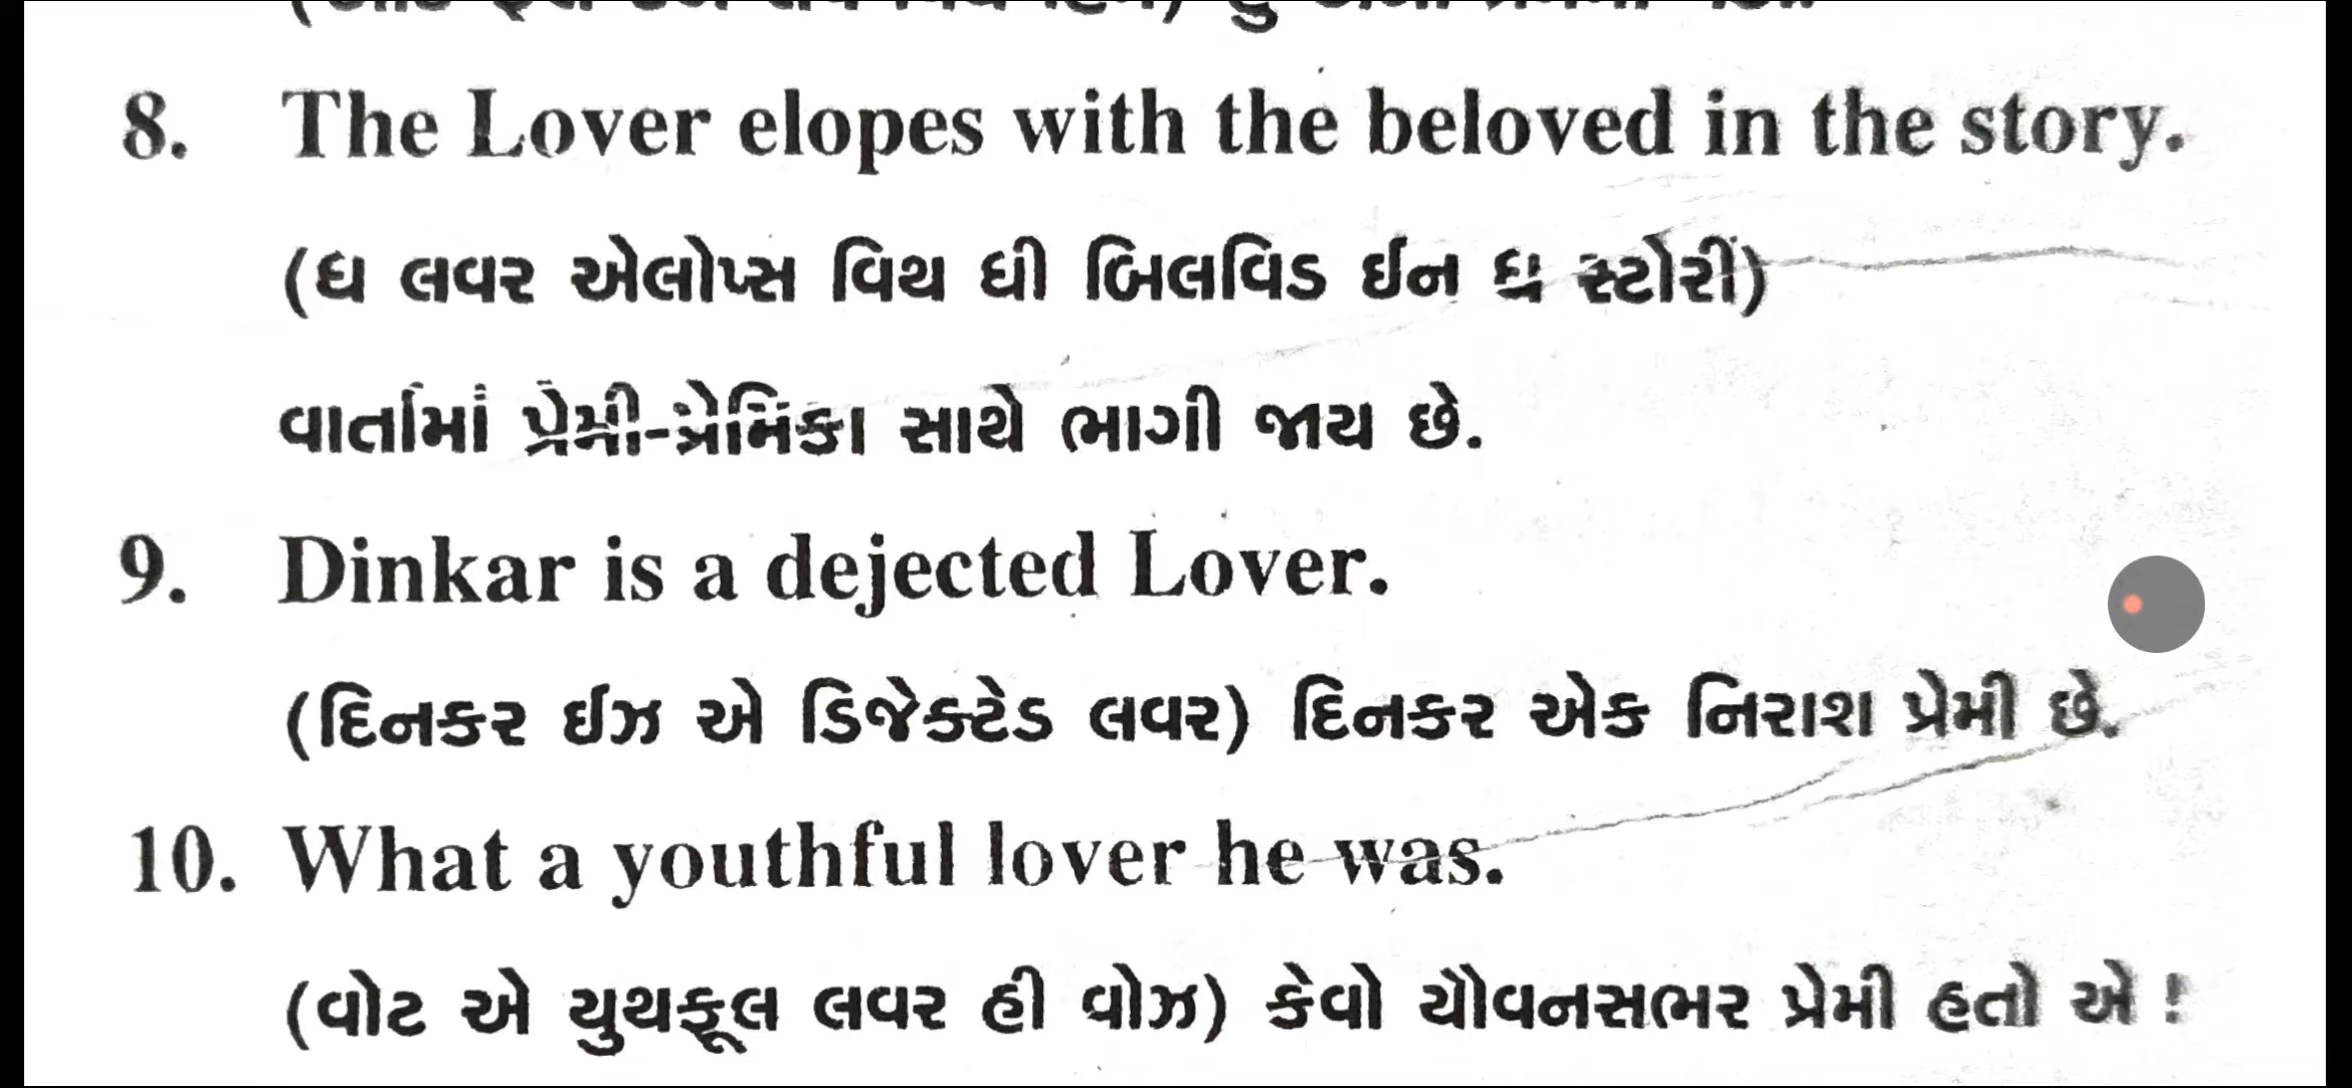 8. The Lover elopes with the beloved in the story.
(ધ લવર એલોપ્સ વિથ ધી બિલવિડ ઈન ધ સ્ટોરી)
વાર્તામાં પ્રેમી-પ્રેમિકા સાથે ભાગી જાય છે.
9. Dinkar is a dejected Lover.
(દિનકર ઈઝ એ ડિજેક્ટેડ લવર) દિનકર એક નિરાશ પ્રેમી છે.
10. What a youthful lover he was.
(વોટ એ યુથફૂલ લવર હી વોઝ) કેવો યૌવનસભર પ્રેમી હતો એ !